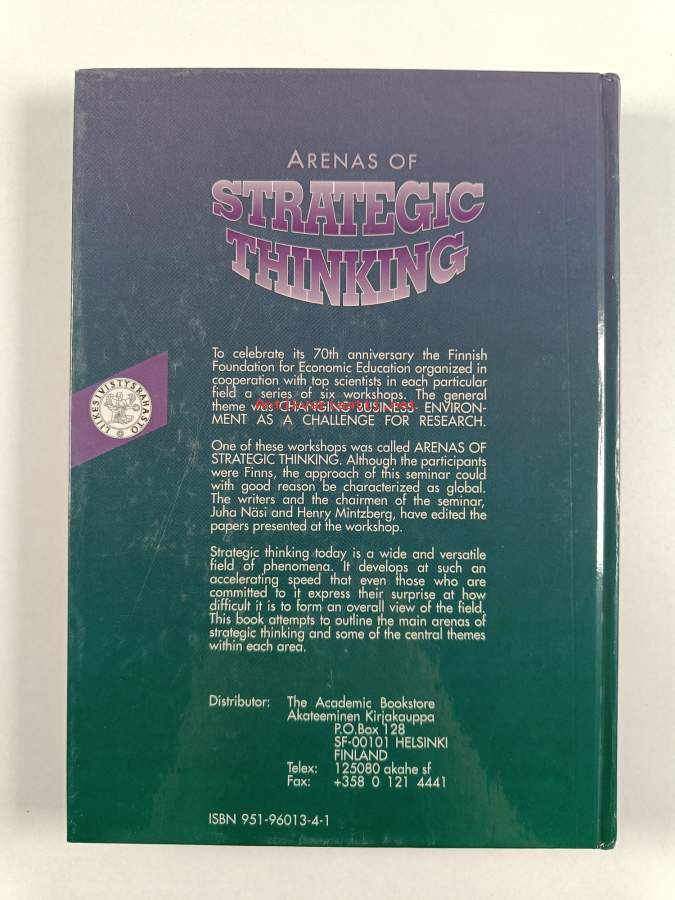 ARENAS OF
STRATEGIC
THINKING
To celebrate its 70th anniversary the Finnish
Foundation for Economic Education organized in
cooperation with top scientists in each particular
field a series of six workshops. The general
theme was CHANGING BUSINESS ENVIRON-
MENT AS A CHALLENGE FOR RESEARCH.
One of these workshops was called ARENAS OF
STRATEGIC THINKING. Although the participants
were Finns, the approach of this seminar could
with good reason be characterized as global.
The writers and the chairmen of the seminar,
Juha Näsi and Henry Mintzberg, have edited the
papers presented at the workshop.
Strategic thinking today is a wide and versatile
field of phenomena. It develops at such an
accelerating speed that even those who are
committed to it express their surprise at how
difficult it is to form an overall view of the field.
This book attempts to outline the main arenas of
strategic thinking and some of the central themes
within each area.
LIIKESIVISTYSRAHASTO
Distributor: The Academic Bookstore
Akateeminen Kirjakauppa
P.O.Box 128
SF-00101 HELSINKI
FINLAND
Telex: 125080 akahe sf
Fax: +358 0 121 4441
ISBN 951-96013-4-1